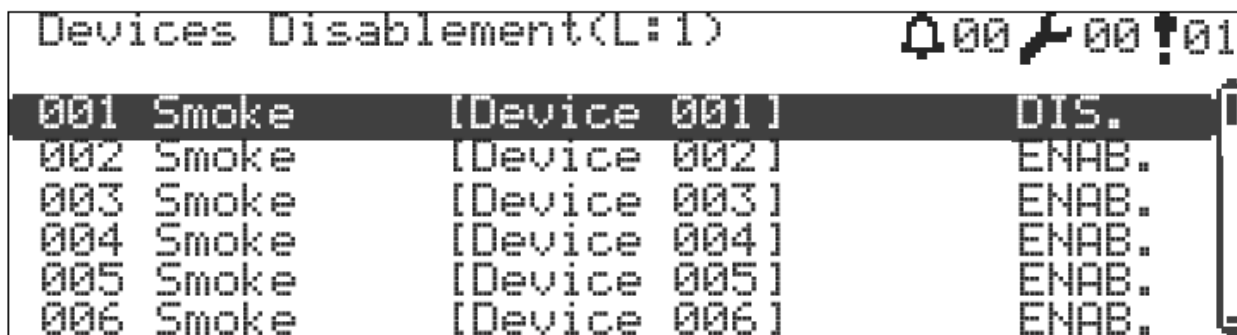 Devices Disablement(L:1) 00 00 01
001 Smoke [Device 001] DIS.
002 Smoke [Device 002] ENAB.
003 Smoke [Device 003] ENAB.
004 Smoke [Device 004] ENAB.
005 Smoke [Device 005] ENAB.
006 Smoke [Device 006] ENAB.